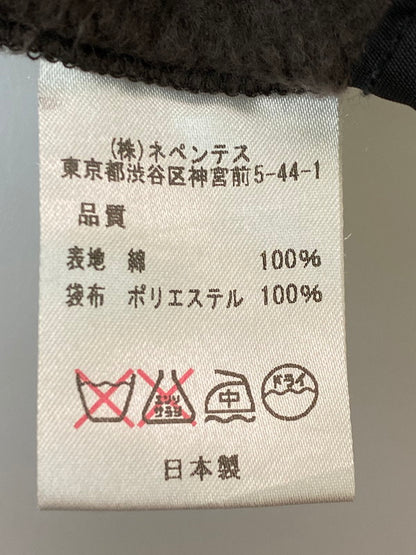 (株)ネペンテス
東京都渋谷区神宮前5-44-1
品質
表地 綿 100%
袋布 ポリエステル 100%
エンソ
サラシ
中
ドライ
日本製